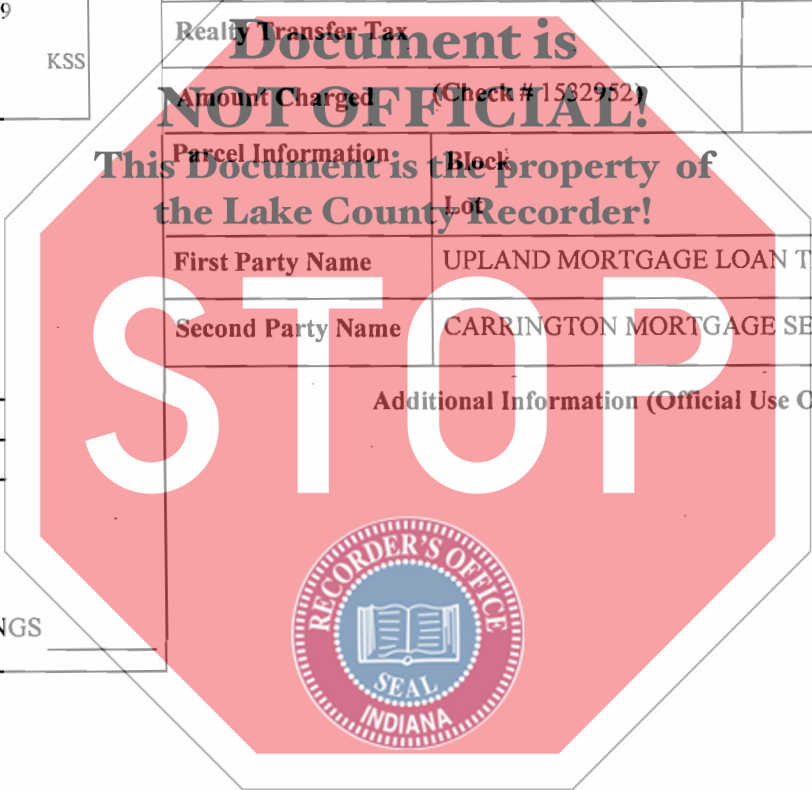 9
Realty Transfer Tax
Document is
KSS
Amount Charged (Check # 1532952)
NOT OFFICIAL!
Parcel Information Block
This Document is the property of
Lot
the Lake County Recorder!
First Party Name UPLAND MORTGAGE LOAN T
Second Party Name CARRINGTON MORTGAGE SE
STOP
Additional Information (Official Use O
RECORDER'S OFFICE
SEAL
INDIANA
NGS